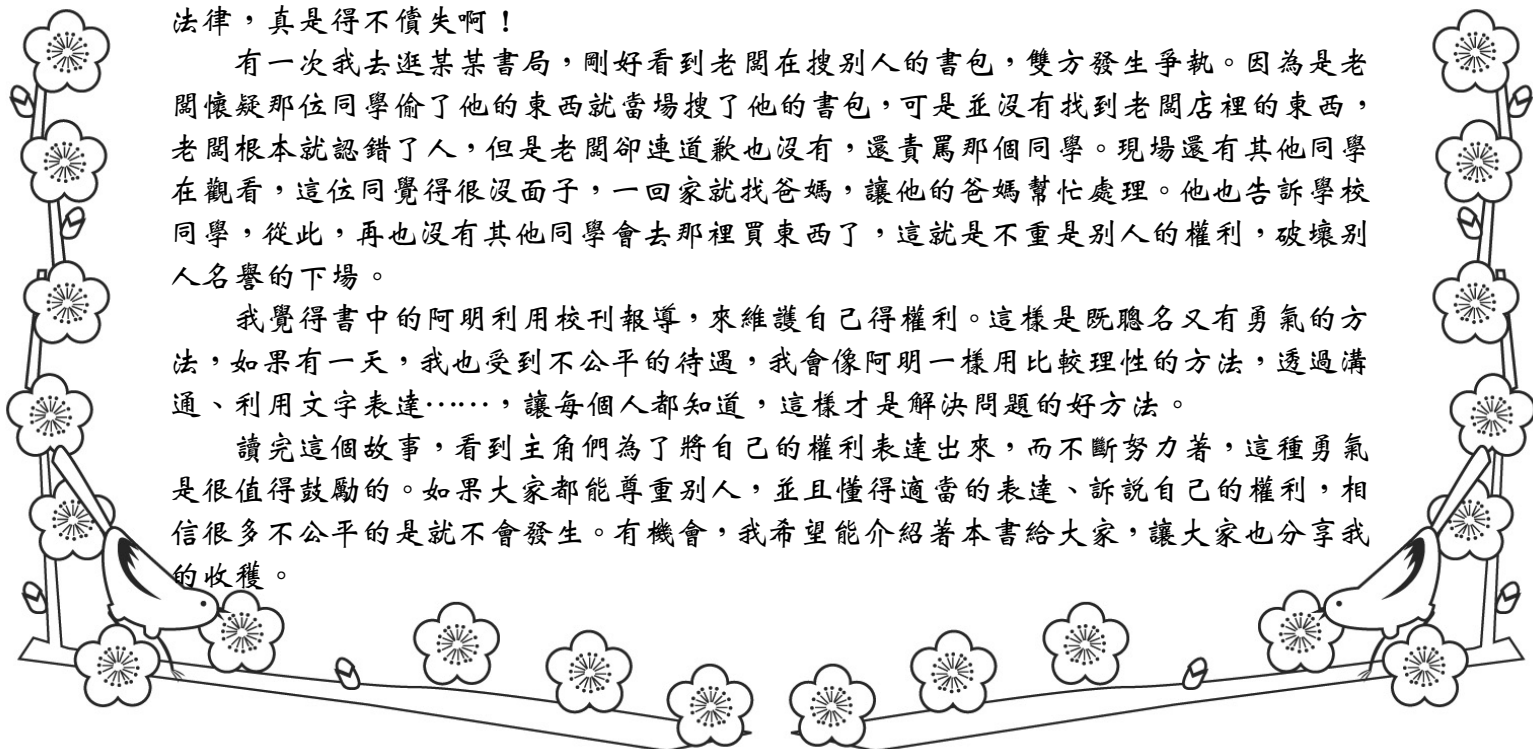 法律，真是得不償失啊！
有一次我去逛某某書局，剛好看到老闆在搜別人的書包，雙方發生爭執。因為是老
闆懷疑那位同學偷了他的東西就當場搜了他的書包，可是並沒有找到老闆店裡的東西，
老闆根本就認錯了人，但是老闆卻連道歉也沒有，還責罵那個同學。現場還有其他同學
在觀看，這位同覺得很沒面子，一回家就找爸媽，讓他的爸媽幫忙處理。他也告訴學校
同學，從此，再也沒有其他同學會去那裡買東西了，這就是不重是別人的權利，破壞別
人名譽的下場。
我覺得書中的阿明利用校刊報導，來維護自己得權利。這樣是既聰名又有勇氣的方
法，如果有一天，我也受到不公平的待遇，我會像阿明一樣用比較理性的方法，透過溝
通、利用文字表達……，讓每個人都知道，這樣才是解決問題的好方法。
讀完這個故事，看到主角們為了將自己的權利表達出來，而不斷努力著，這種勇氣
是很值得鼓勵的。如果大家都能尊重別人，並且懂得適當的表達、訴說自己的權利，相
信很多不公平的是就不會發生。有機會，我希望能介紹著本書給大家，讓大家也分享我
的收穫。